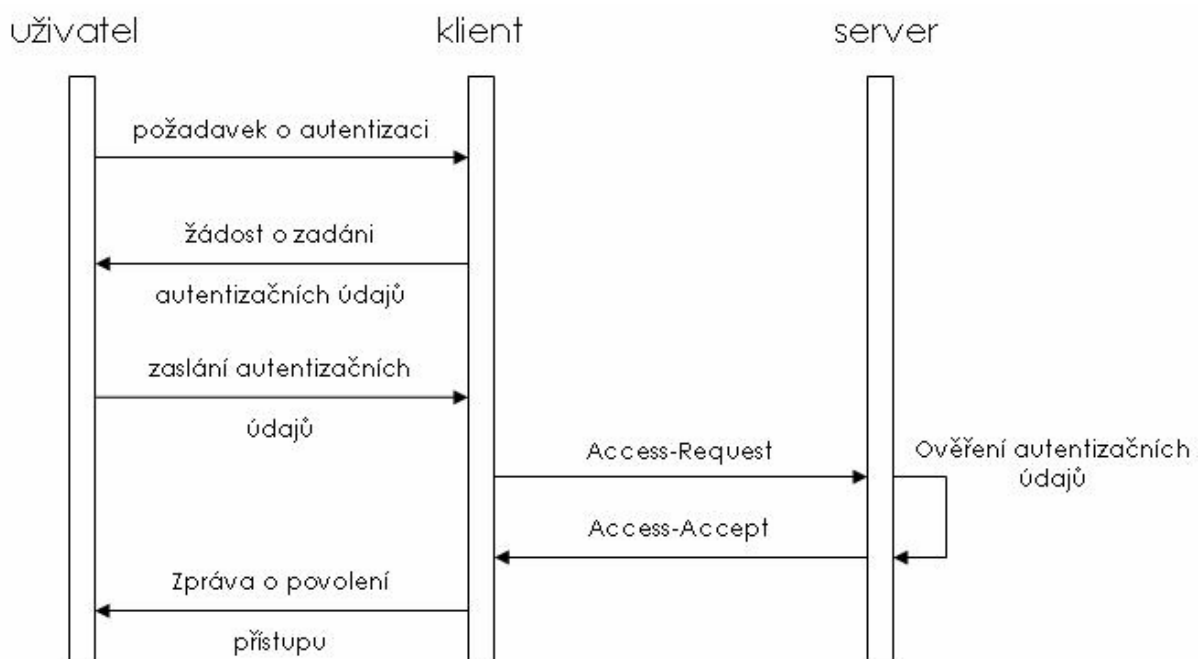 uživatel klient server
požadavek o autentizaci
žádost o zadáni
autentizačních údajů
zaslání autentizačních
údajů
Access-Request
Ověření autentizačních
údajů
Access-Accept
Zpráva o povolení
přístupu